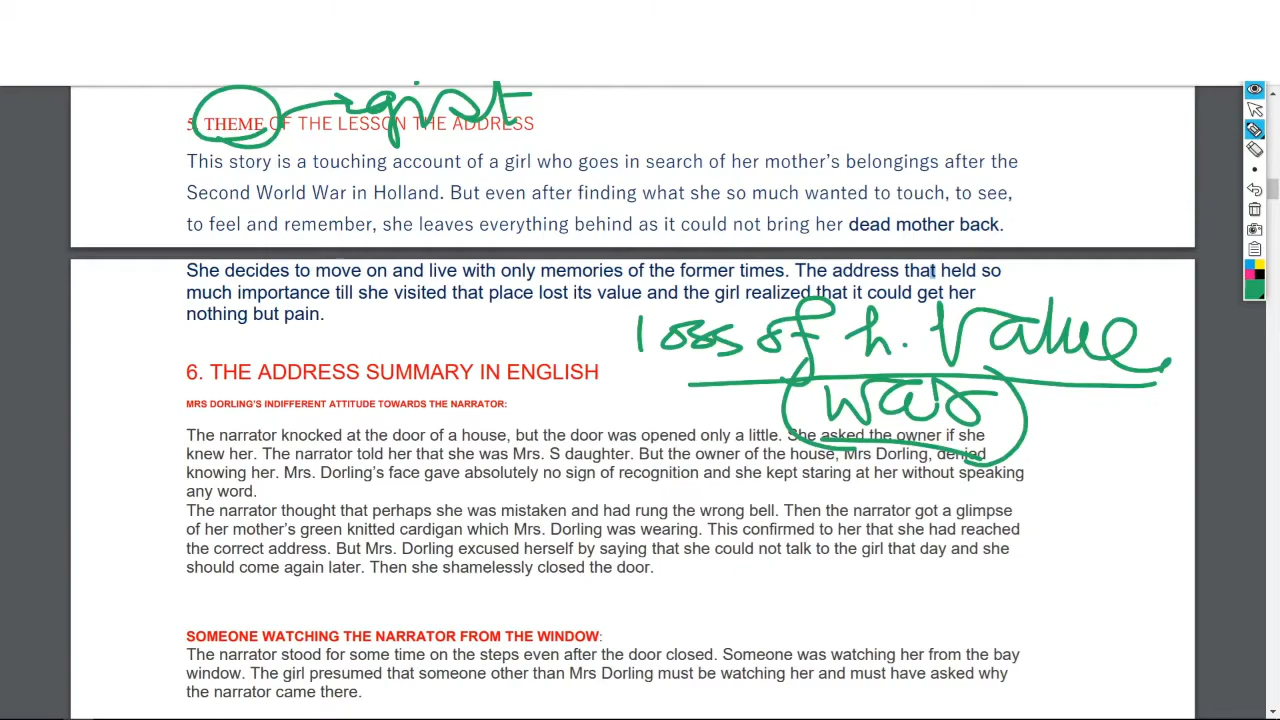 gist
5. THEME OF THE LESSON THE ADDRESS
This story is a touching account of a girl who goes in search of her mother's belongings after the
Second World War in Holland. But even after finding what she so much wanted to touch, to see,
to feel and remember, she leaves everything behind as it could not bring her dead mother back.
She decides to move on and live with only memories of the former times. The address that held so
much importance till she visited that place lost its value and the girl realized that it could get her
nothing but pain.
loss of h. value
war
6. THE ADDRESS SUMMARY IN ENGLISH
MRS DORLING'S INDIFFERENT ATTITUDE TOWARDS THE NARRATOR:
The narrator knocked at the door of a house, but the door was opened only a little. She asked the owner if she
knew her. The narrator told her that she was Mrs. S daughter. But the owner of the house, Mrs Dorling, denied
knowing her. Mrs. Dorling's face gave absolutely no sign of recognition and she kept staring at her without speaking
any word.
The narrator thought that perhaps she was mistaken and had rung the wrong bell. Then the narrator got a glimpse
of her mother's green knitted cardigan which Mrs. Dorling was wearing. This confirmed to her that she had reached
the correct address. But Mrs. Dorling excused herself by saying that she could not talk to the girl that day and she
should come again later. Then she shamelessly closed the door.
SOMEONE WATCHING THE NARRATOR FROM THE WINDOW:
The narrator stood for some time on the steps even after the door closed. Someone was watching her from the bay
window. The girl presumed that someone other than Mrs Dorling must be watching her and must have asked why
the narrator came there.